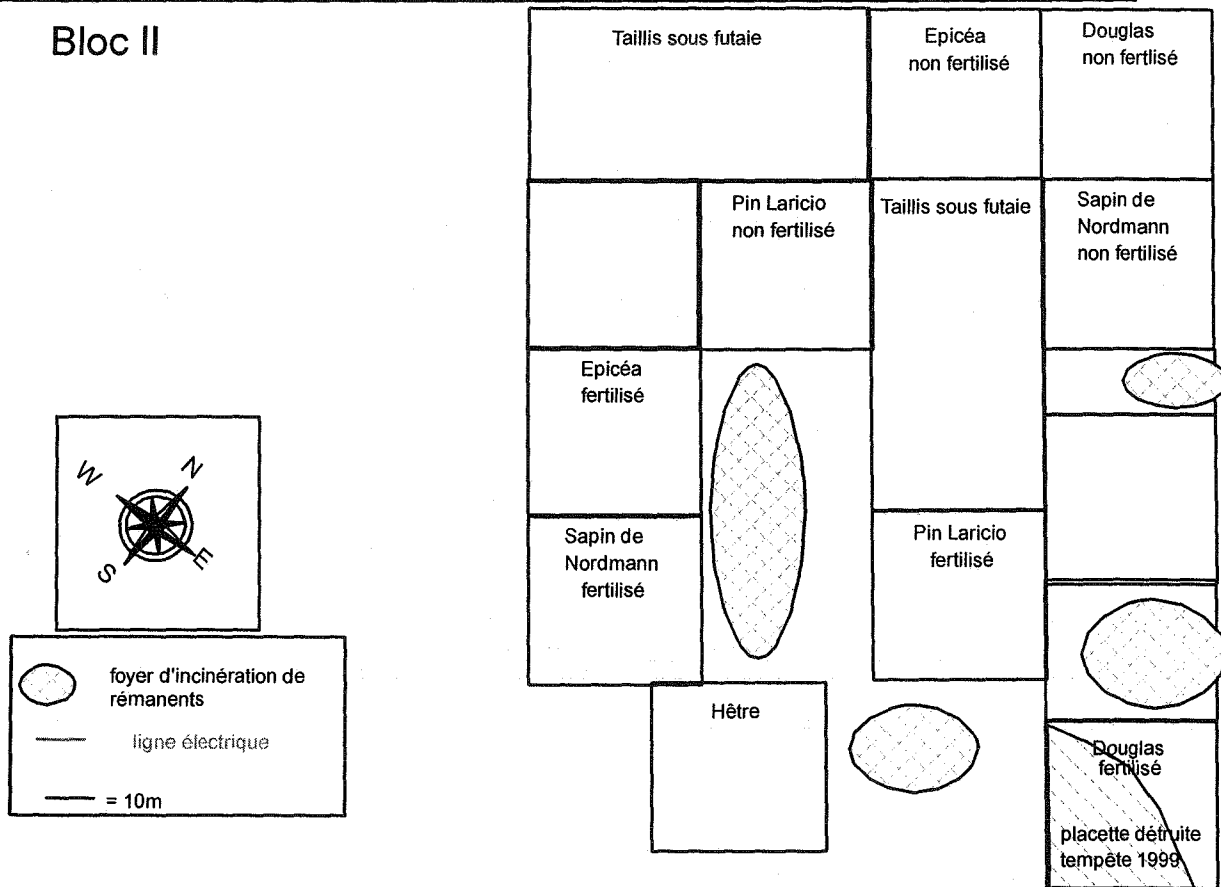 Bloc II
Taillis sous futaie
Epicéa
non fertilisé
Douglas
non fertlisé
Pin Laricio
non fertilisé
Taillis sous futaie
Sapin de
Nordmann
non fertilisé
Epicéa
fertilisé
Sapin de
Nordmann
fertilisé
Pin Laricio
fertilisé
Hêtre
Douglas
fertilisé
placette détruite
tempête 1999
W
N
S
E
foyer d'incinération de
rémanents
ligne électrique
= 10m